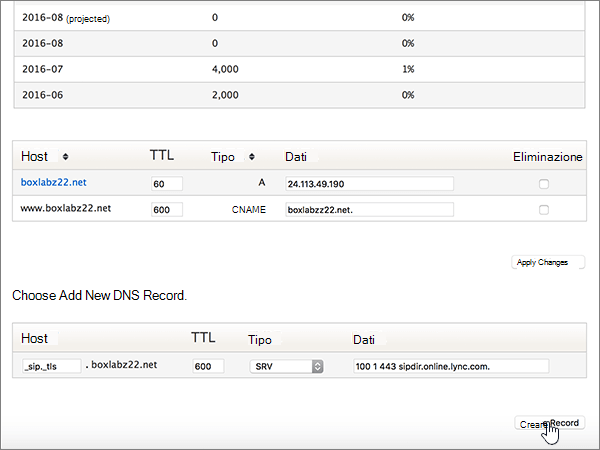 2016-08 (projected) 0 0%
2016-08 0 0%
2016-07 4,000 1%
2016-06 2,000 0%
Host TTL Tipo Dati Eliminazione
boxlabz22.net 60 A 24.113.49.190
www.boxlabz22.net 600 CNAME boxlabzz22.net.
Apply Changes
Choose Add New DNS Record.
Host TTL Tipo Dati
_sip._tls . boxlabz22.net 600 SRV 100 1 443 sipdir.online.lync.com.
Create Record